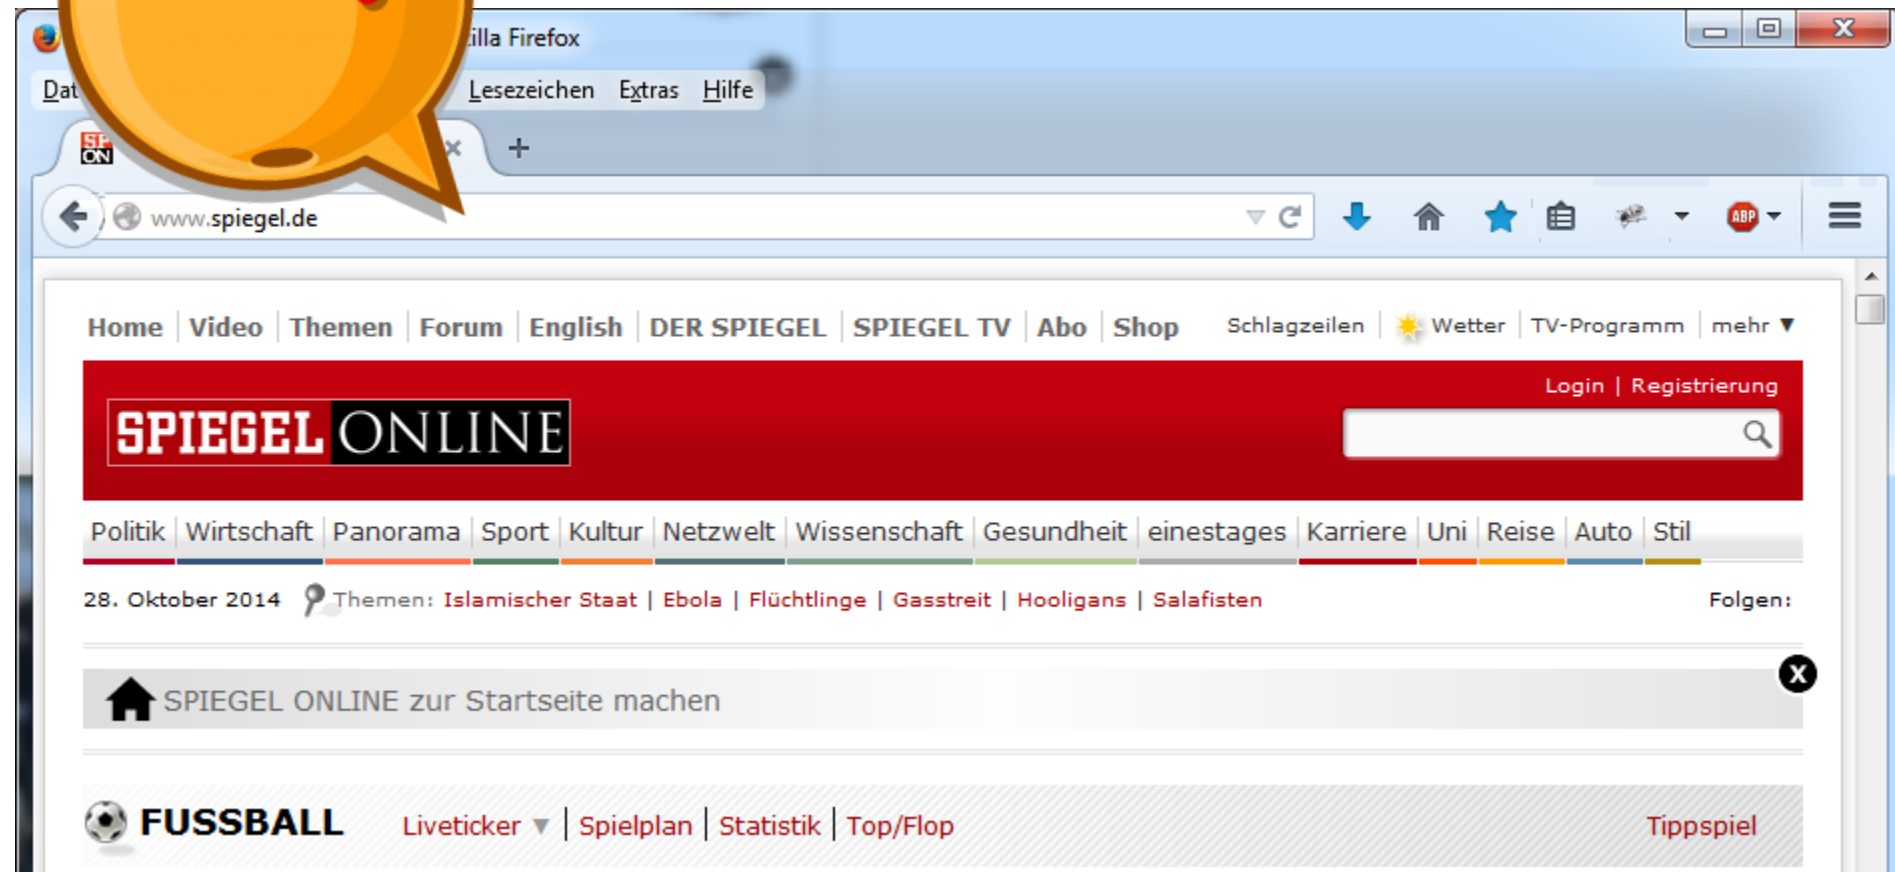 illa Firefox
Dat Lesezeichen Extras Hilfe
SP
ON
www.spiegel.de
ABP
Home Video Themen Forum English DER SPIEGEL SPIEGEL TV Abo Shop Schlagzeilen Wetter TV-Programm mehr ▼
Login | Registrierung
SPIEGEL ONLINE
Politik Wirtschaft Panorama Sport Kultur Netzwelt Wissenschaft Gesundheit einestages Karriere Uni Reise Auto Stil
28. Oktober 2014 Themen: Islamischer Staat | Ebola | Flüchtlinge | Gasstreit | Hooligans | Salafisten Folgen:
SPIEGEL ONLINE zur Startseite machen
X
FUSSBALL Liveticker ▼ | Spielplan | Statistik | Top/Flop Tippspiel